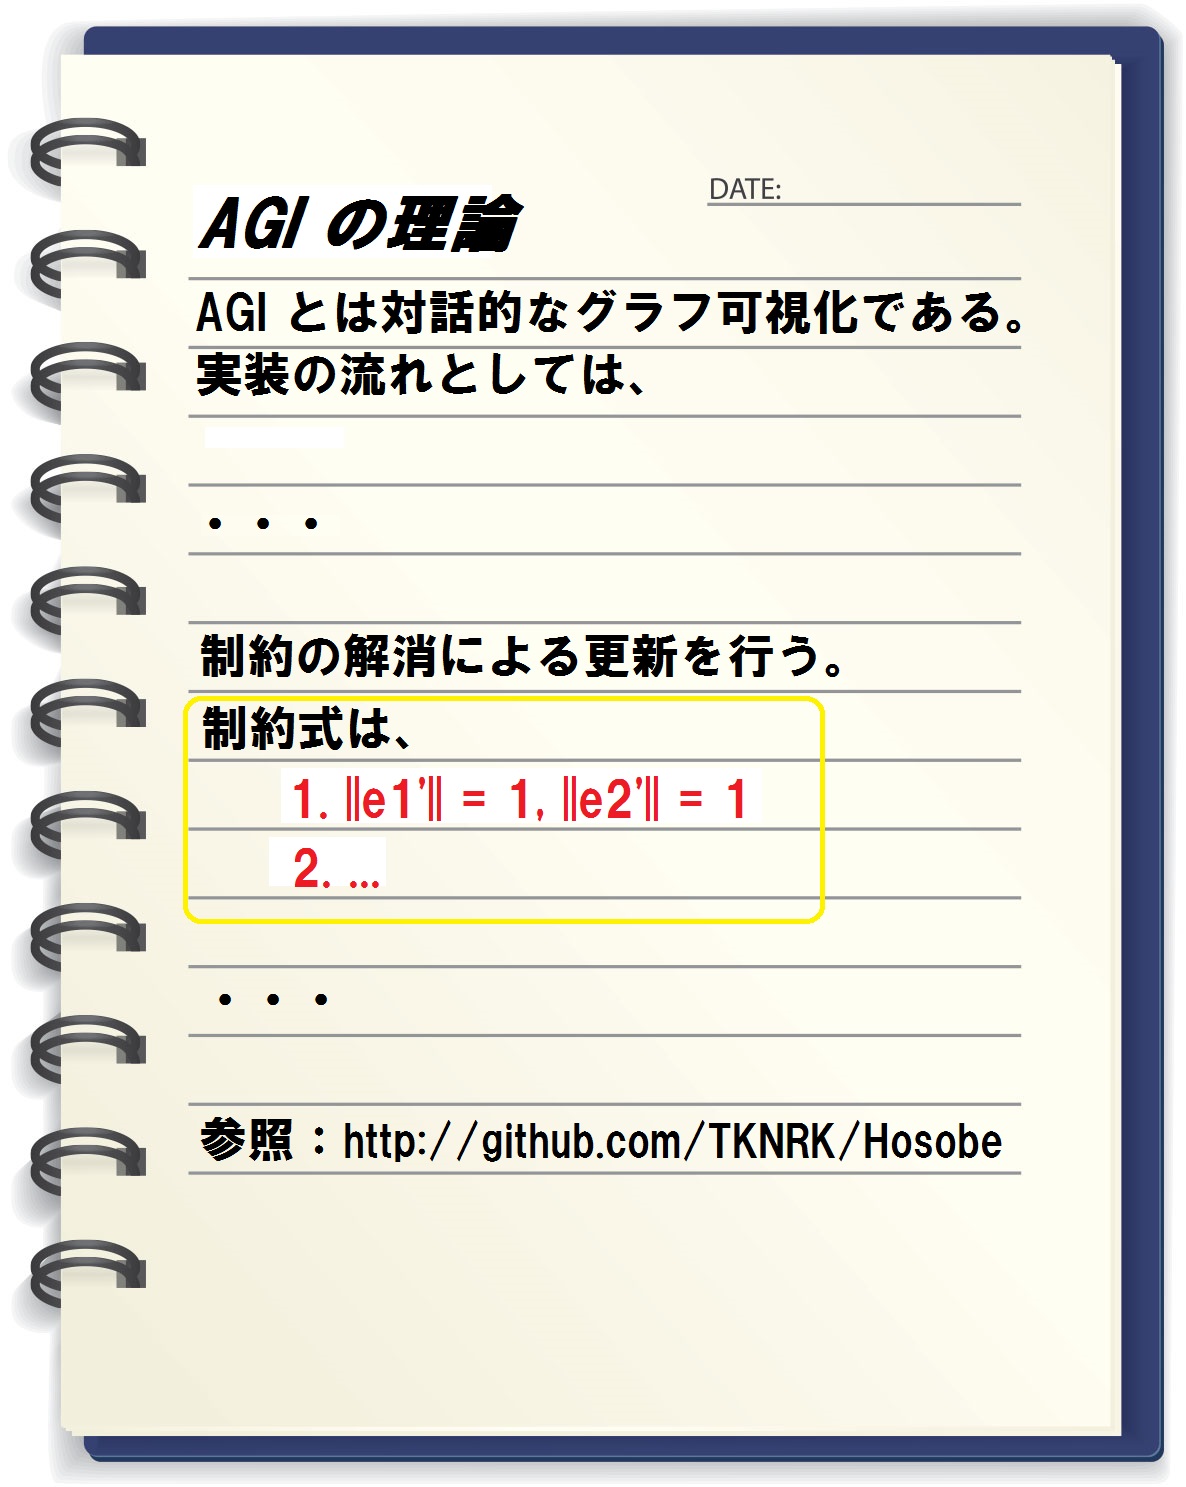 DATE:
AGI の理論
AGI とは対話的なグラフ可視化である。
実装の流れとしては、
・・・
制約の解消による更新を行う。
制約式は、
1. ‖e1'‖ = 1, ‖e2'‖ = 1
2. ...
・・・
参照：http://github.com/TKNRK/Hosobe